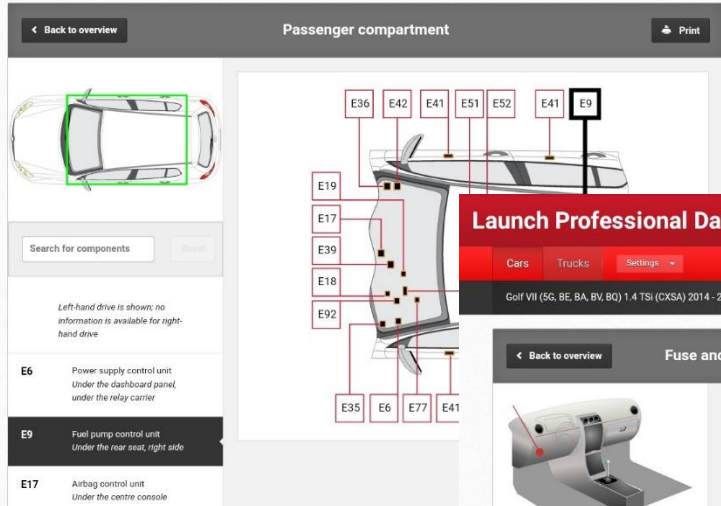 Back to overview
Passenger compartment
Print
E36
E42
E41
E51
E52
E41
E9
E19
E17
E39
E18
E92
E35
E6
E77
E41
Search for components
Reset
Left-hand drive is shown; no
information is available for right-
hand drive
E6 Power supply control unit
Under the dashboard panel,
under the relay carrier
E9 Fuel pump control unit
Under the rear seat, right side
E17 Airbag control unit
Under the centre console
Launch Professional Da
Cars
Trucks
Settings
Golf VII (5G, BE, BA, BV, BQ) 1.4 TSi (CXSA) 2014 - 2
Back to overview
Fuse and